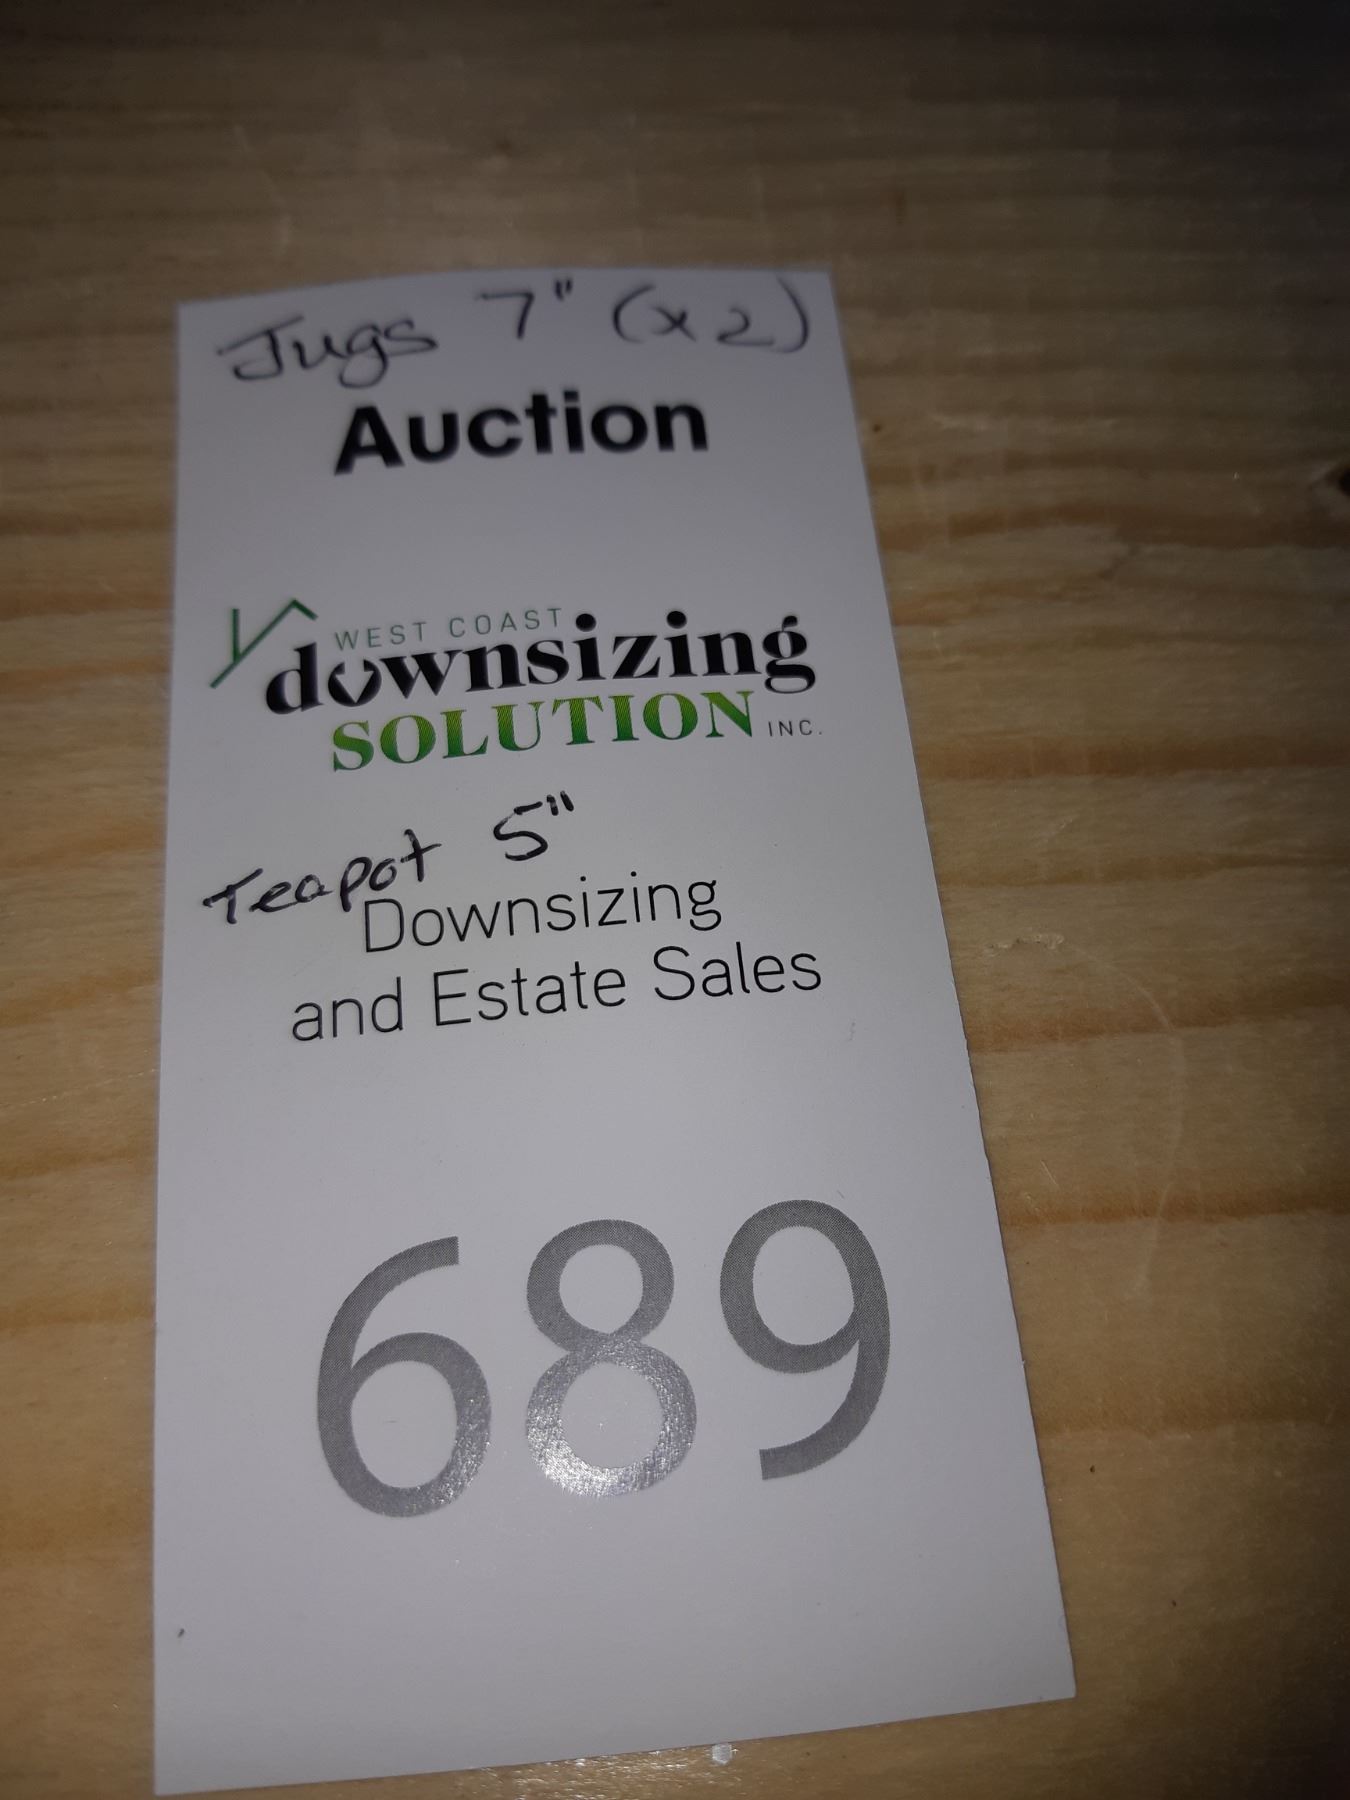 Jugs 7" (x2)
Auction
WEST COAST
downsizing
SOLUTION INC.
Teapot 5"
Downsizing
and Estate Sales
689